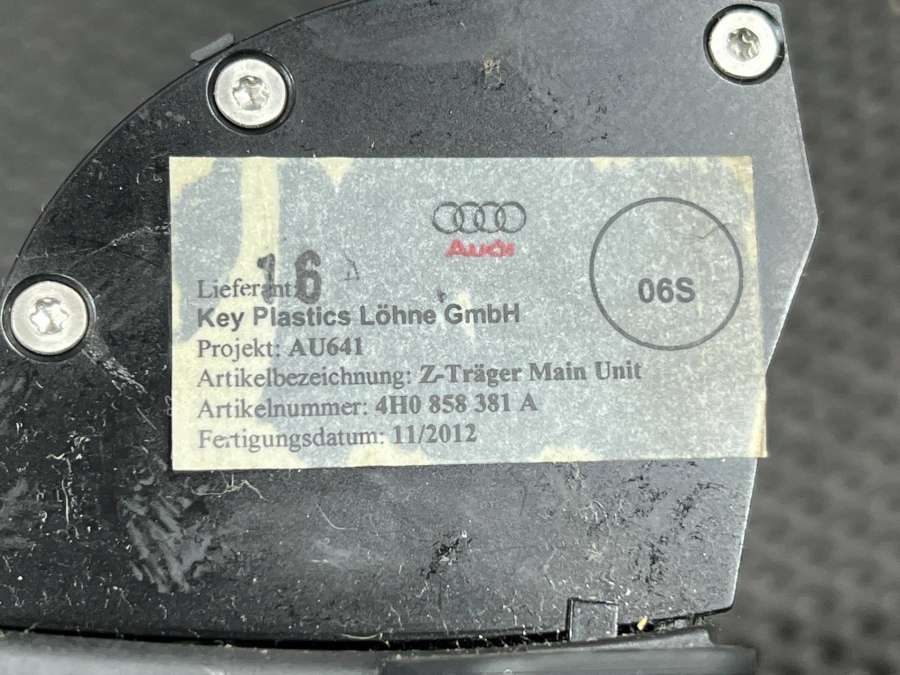 Audi
06S
16
Lieferant:
Key Plastics Löhne GmbH
Projekt: AU641
Artikelbezeichnung: Z-Träger Main Unit
Artikelnummer: 4H0 858 381 A
Fertigungsdatum: 11/2012